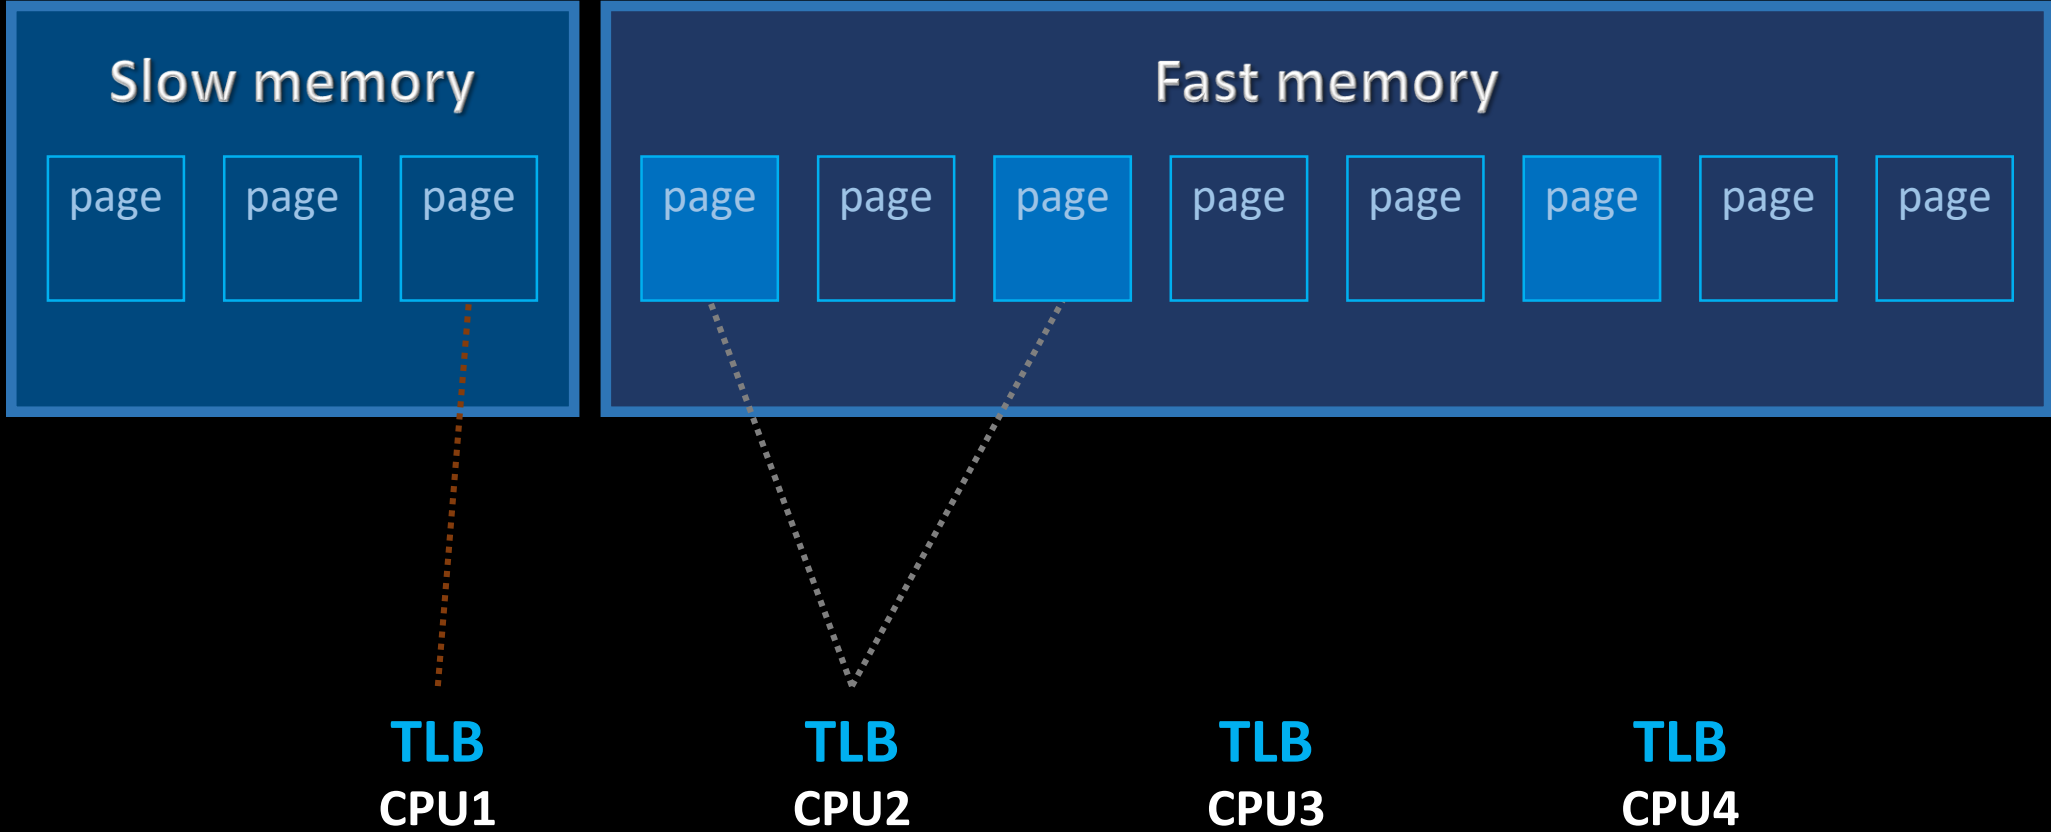 Slow memory
Fast memory
page page page page page page page page page page page
TLB TLB TLB TLB
CPU1 CPU2 CPU3 CPU4